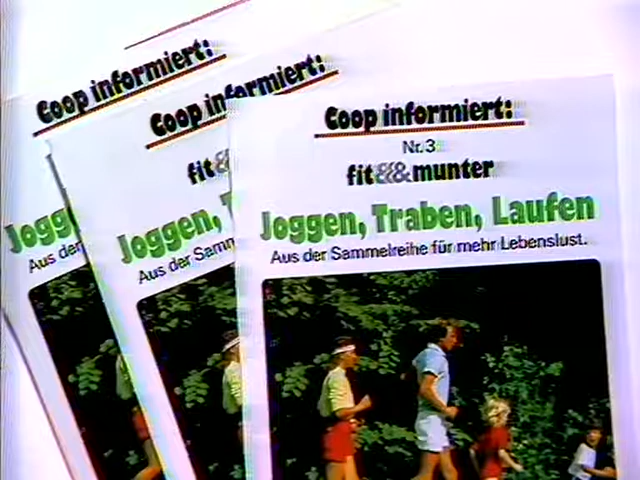 Coop informiert:
Joggen
Aus der
Coop informiert:
fit &
Joggen,
Aus der Samm
Coop informiert:
Nr. 3
fit &&& munter
Joggen, Traben, Laufen
Aus der Sammelreihe für mehr Lebenslust.